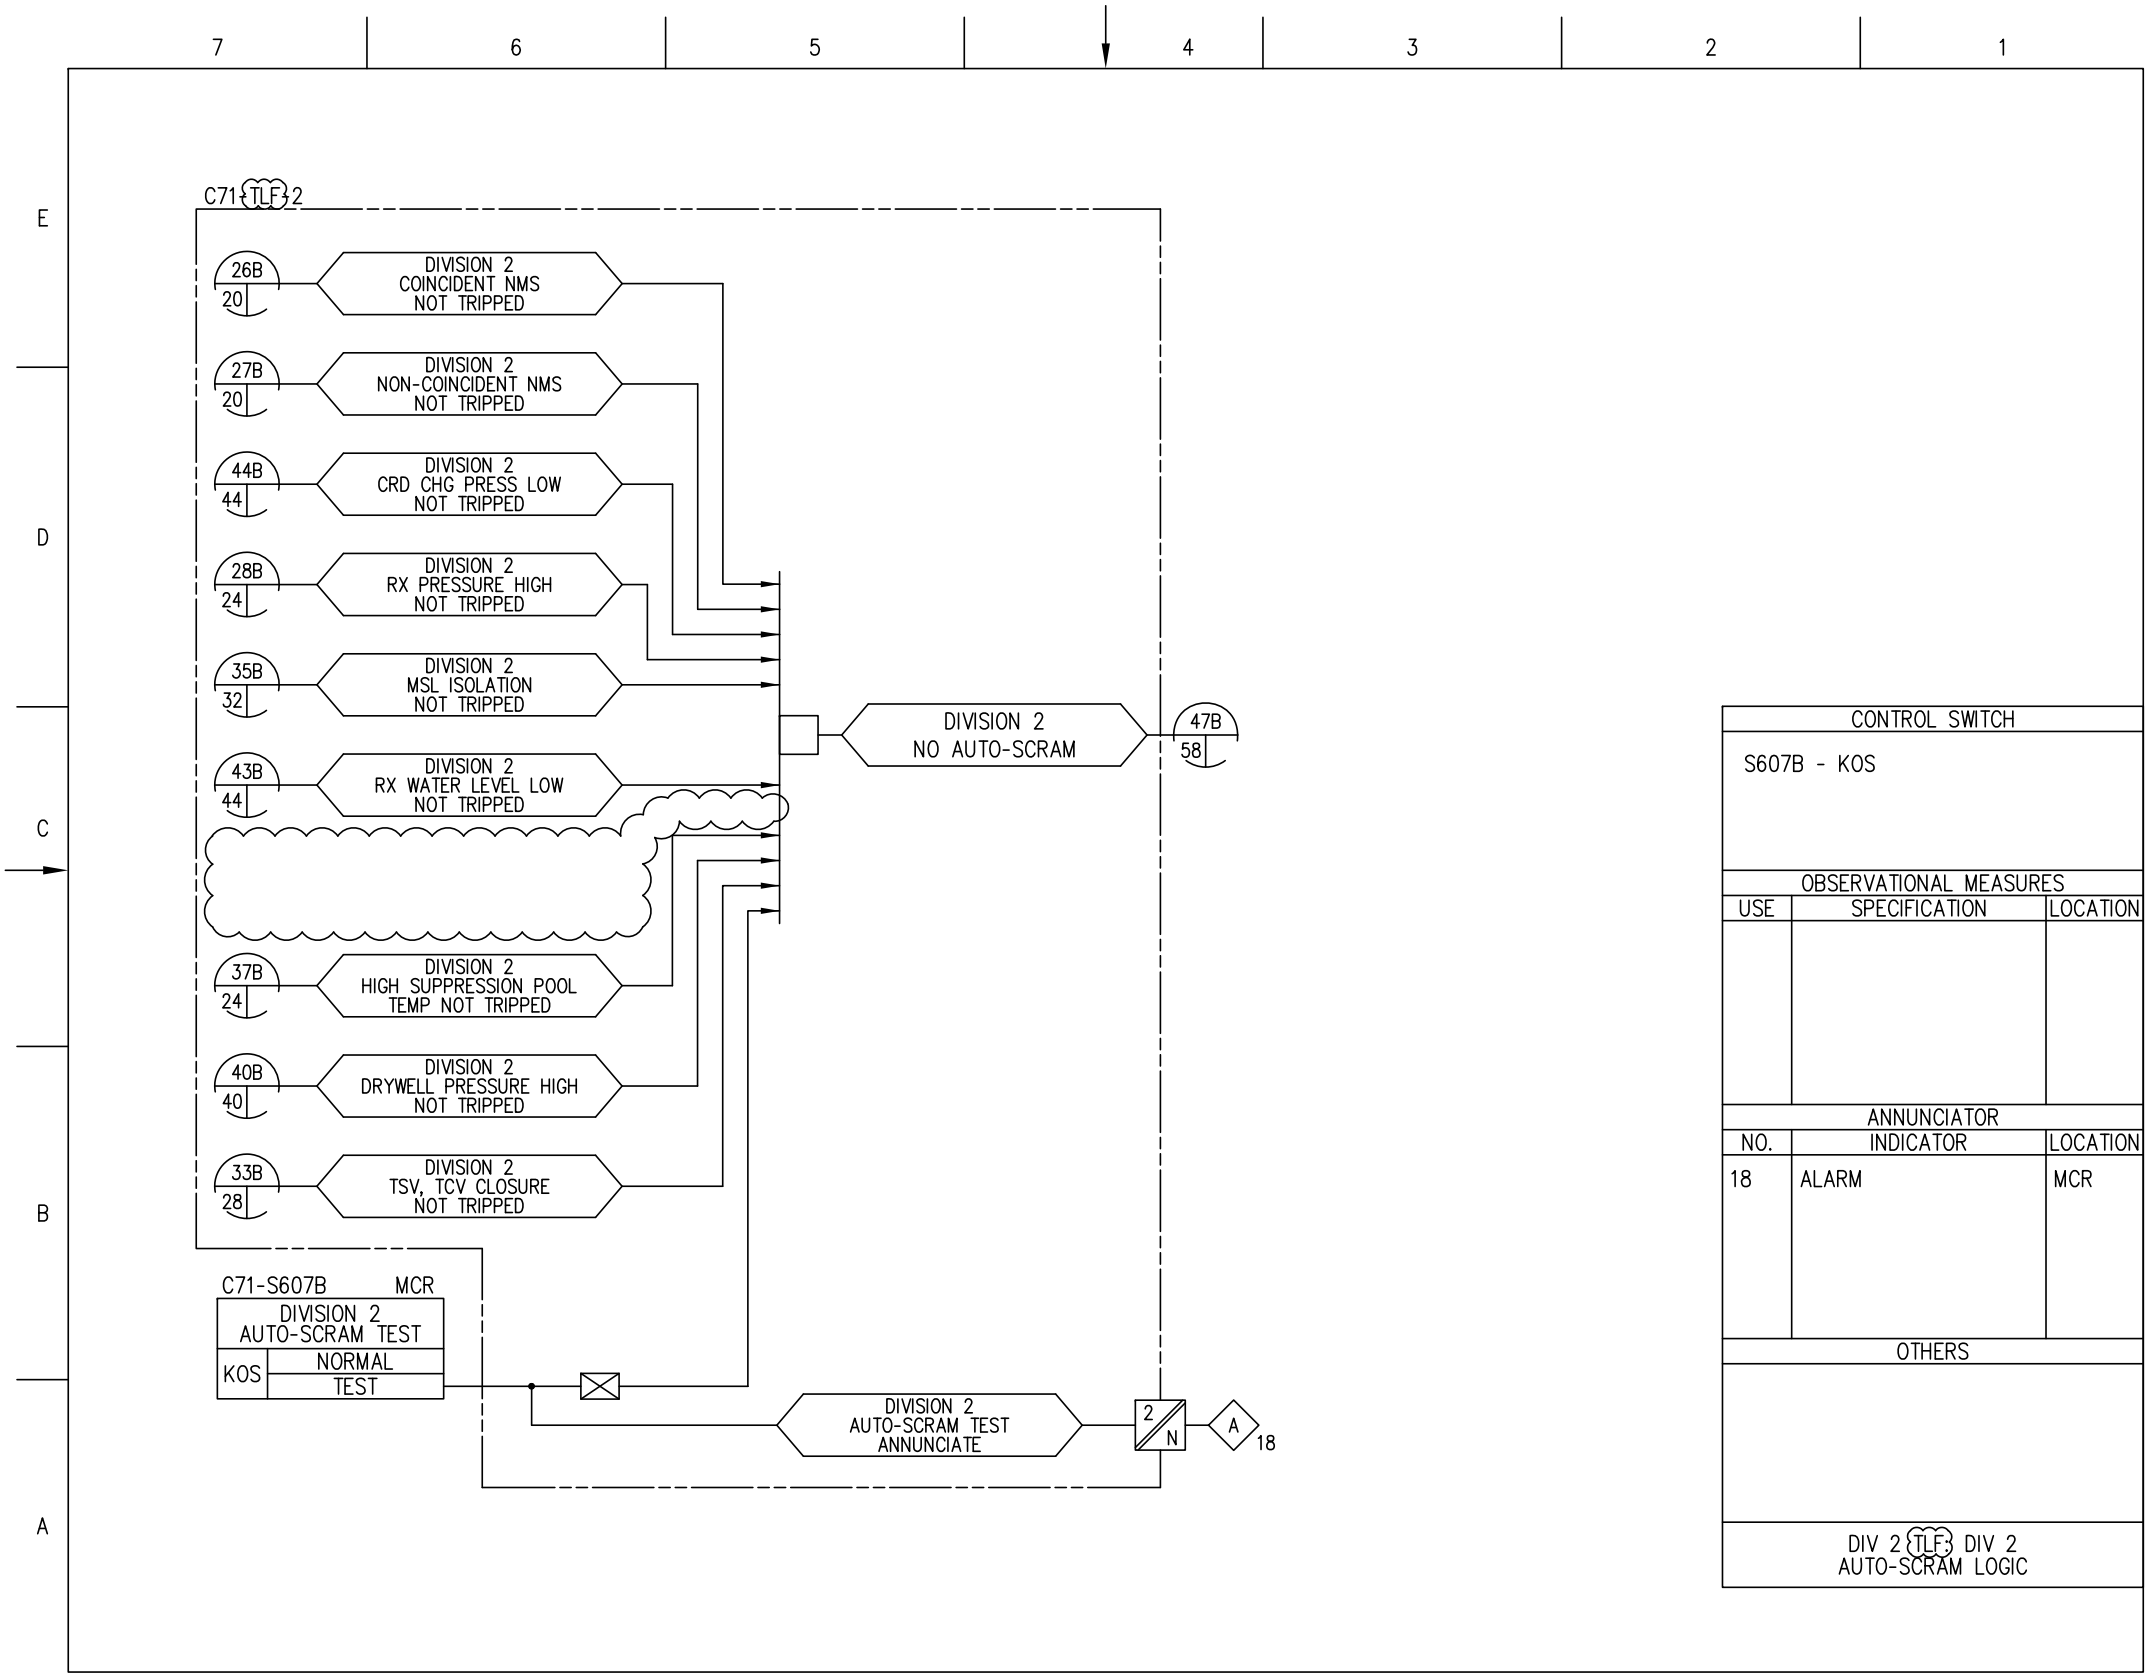 7 6 5 4 3 2 1
E
D
C
B
A
C71-TLF-2
26B
20
DIVISION 2
COINCIDENT NMS
NOT TRIPPED
27B
20
DIVISION 2
NON-COINCIDENT NMS
NOT TRIPPED
44B
44
DIVISION 2
CRD CHG PRESS LOW
NOT TRIPPED
28B
24
DIVISION 2
RX PRESSURE HIGH
NOT TRIPPED
35B
32
DIVISION 2
MSL ISOLATION
NOT TRIPPED
43B
44
DIVISION 2
RX WATER LEVEL LOW
NOT TRIPPED
37B
24
DIVISION 2
HIGH SUPPRESSION POOL
TEMP NOT TRIPPED
40B
40
DIVISION 2
DRYWELL PRESSURE HIGH
NOT TRIPPED
33B
28
DIVISION 2
TSV, TCV CLOSURE
NOT TRIPPED
DIVISION 2
NO AUTO-SCRAM
47B
58
C71-S607B MCR
DIVISION 2
AUTO-SCRAM TEST
KOS
NORMAL
TEST
DIVISION 2
AUTO-SCRAM TEST
ANNUNCIATE
2
N
A
18
CONTROL SWITCH
S607B - KOS
OBSERVATIONAL MEASURES
USE SPECIFICATION LOCATION
ANNUNCIATOR
NO. INDICATOR LOCATION
18 ALARM MCR
OTHERS
DIV 2 TLF: DIV 2
AUTO-SCRAM LOGIC